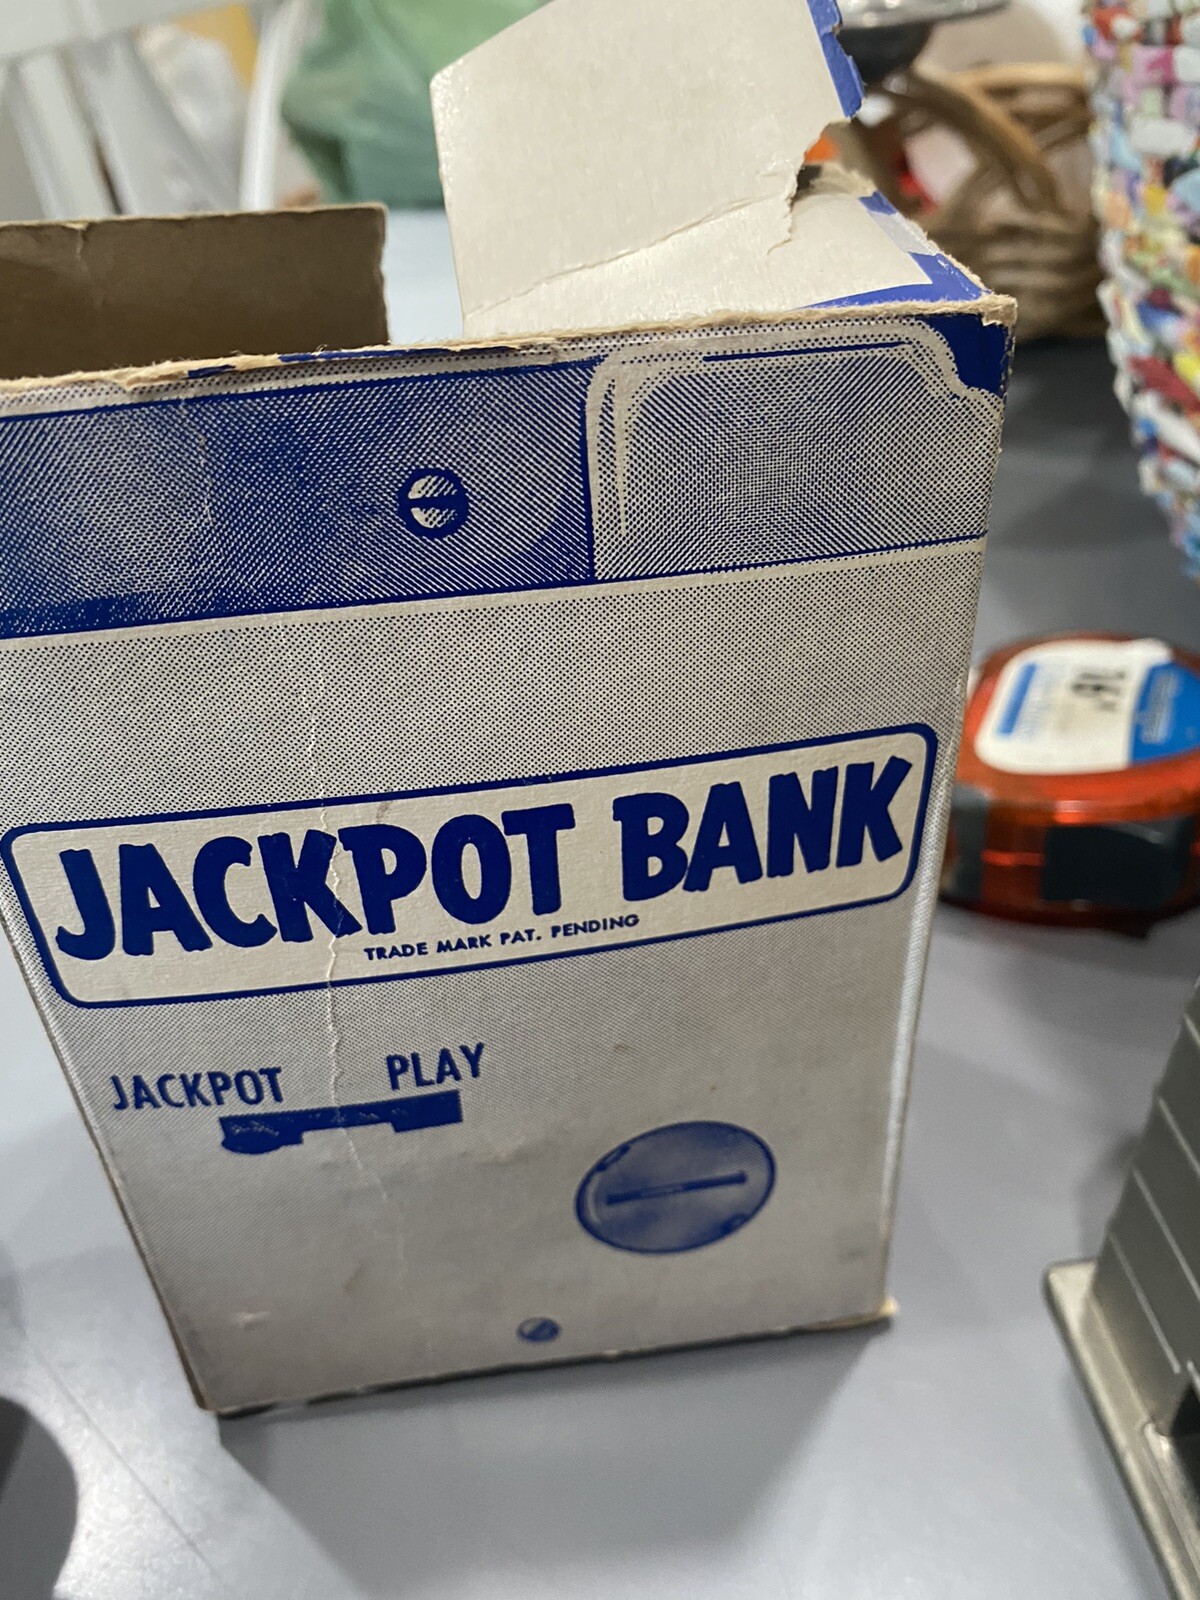 JACKPOT BANK
TRADE MARK PAT. PENDING
JACKPOT PLAY